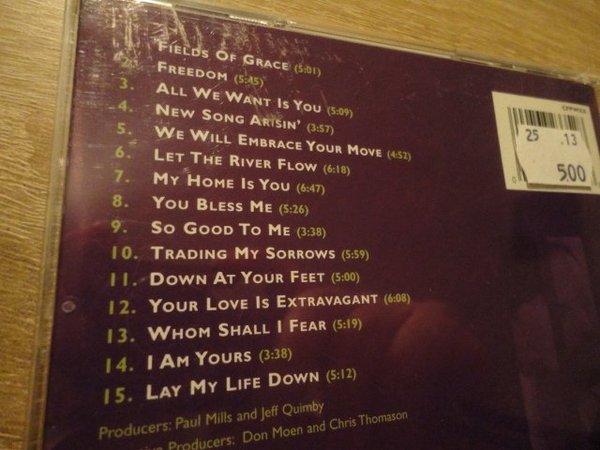 FIELDS OF GRACE (5:01)
2. FREEDOM (5:45)
3. ALL WE WANT IS YOU (5:09)
4. NEW SONG ARISIN' (3:57)
5. WE WILL EMBRACE YOUR MOVE (4:52)
6. LET THE RIVER FLOW (6:18)
7. MY HOME IS YOU (6:47)
8. YOU BLESS ME (5:26)
9. SO GOOD TO ME (3:38)
10. TRADING MY SORROWS (5:59)
11. DOWN AT YOUR FEET (5:00)
12. YOUR LOVE IS EXTRAVAGANT (6:08)
13. WHOM SHALL I FEAR (5:19)
14. I AM YOURS (3:38)
15. LAY MY LIFE DOWN (5:12)
Producers: Paul Mills and Jeff Quimby
Producers: Don Moen and Chris Thomason
25 .13
500